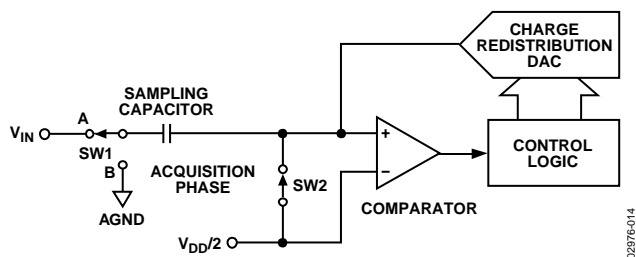 CHARGE
REDISTRIBUTION
DAC
SAMPLING
CAPACITOR
A
VIN
SW1
B
ACQUISITION
PHASE
AGND
SW2
+
−
COMPARATOR
CONTROL
LOGIC
VDD/2
02976-014